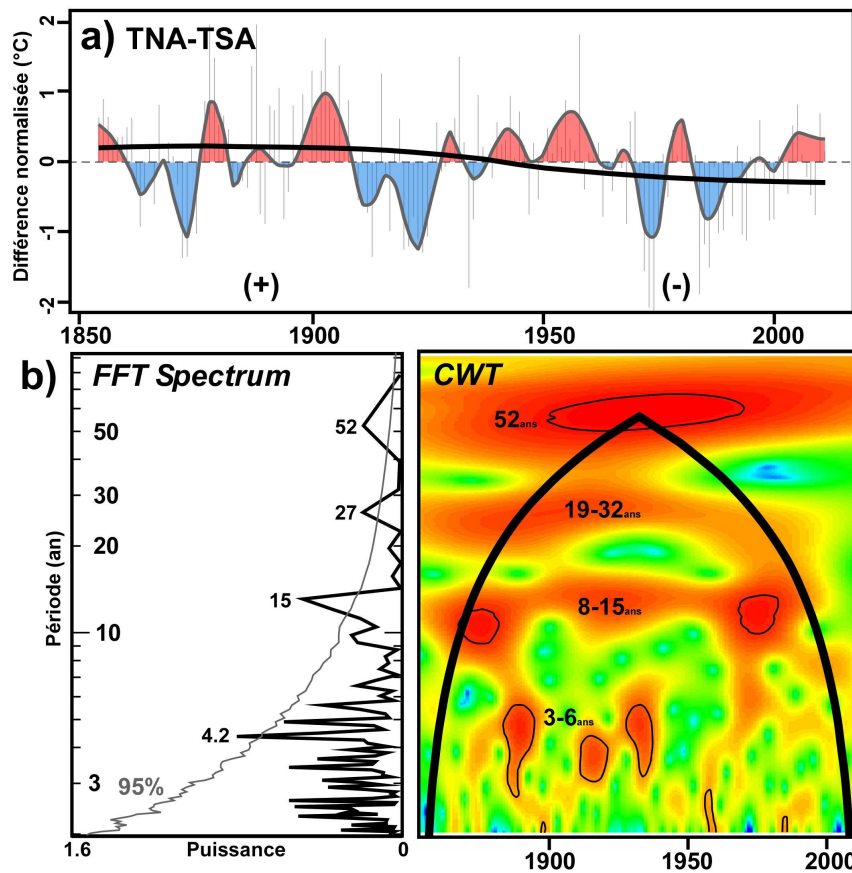 a) TNA-TSA
Différence normalisée (°C)
2
1
0
-1
-2
(+)
(-)
1850
1900
1950
2000
b) FFT Spectrum
Période (an)
50
30
20
10
3
52
27
15
4.2
95%
1.6
Puissance
0
CWT
52ans
19-32ans
8-15ans
3-6ans
1900
1950
2000